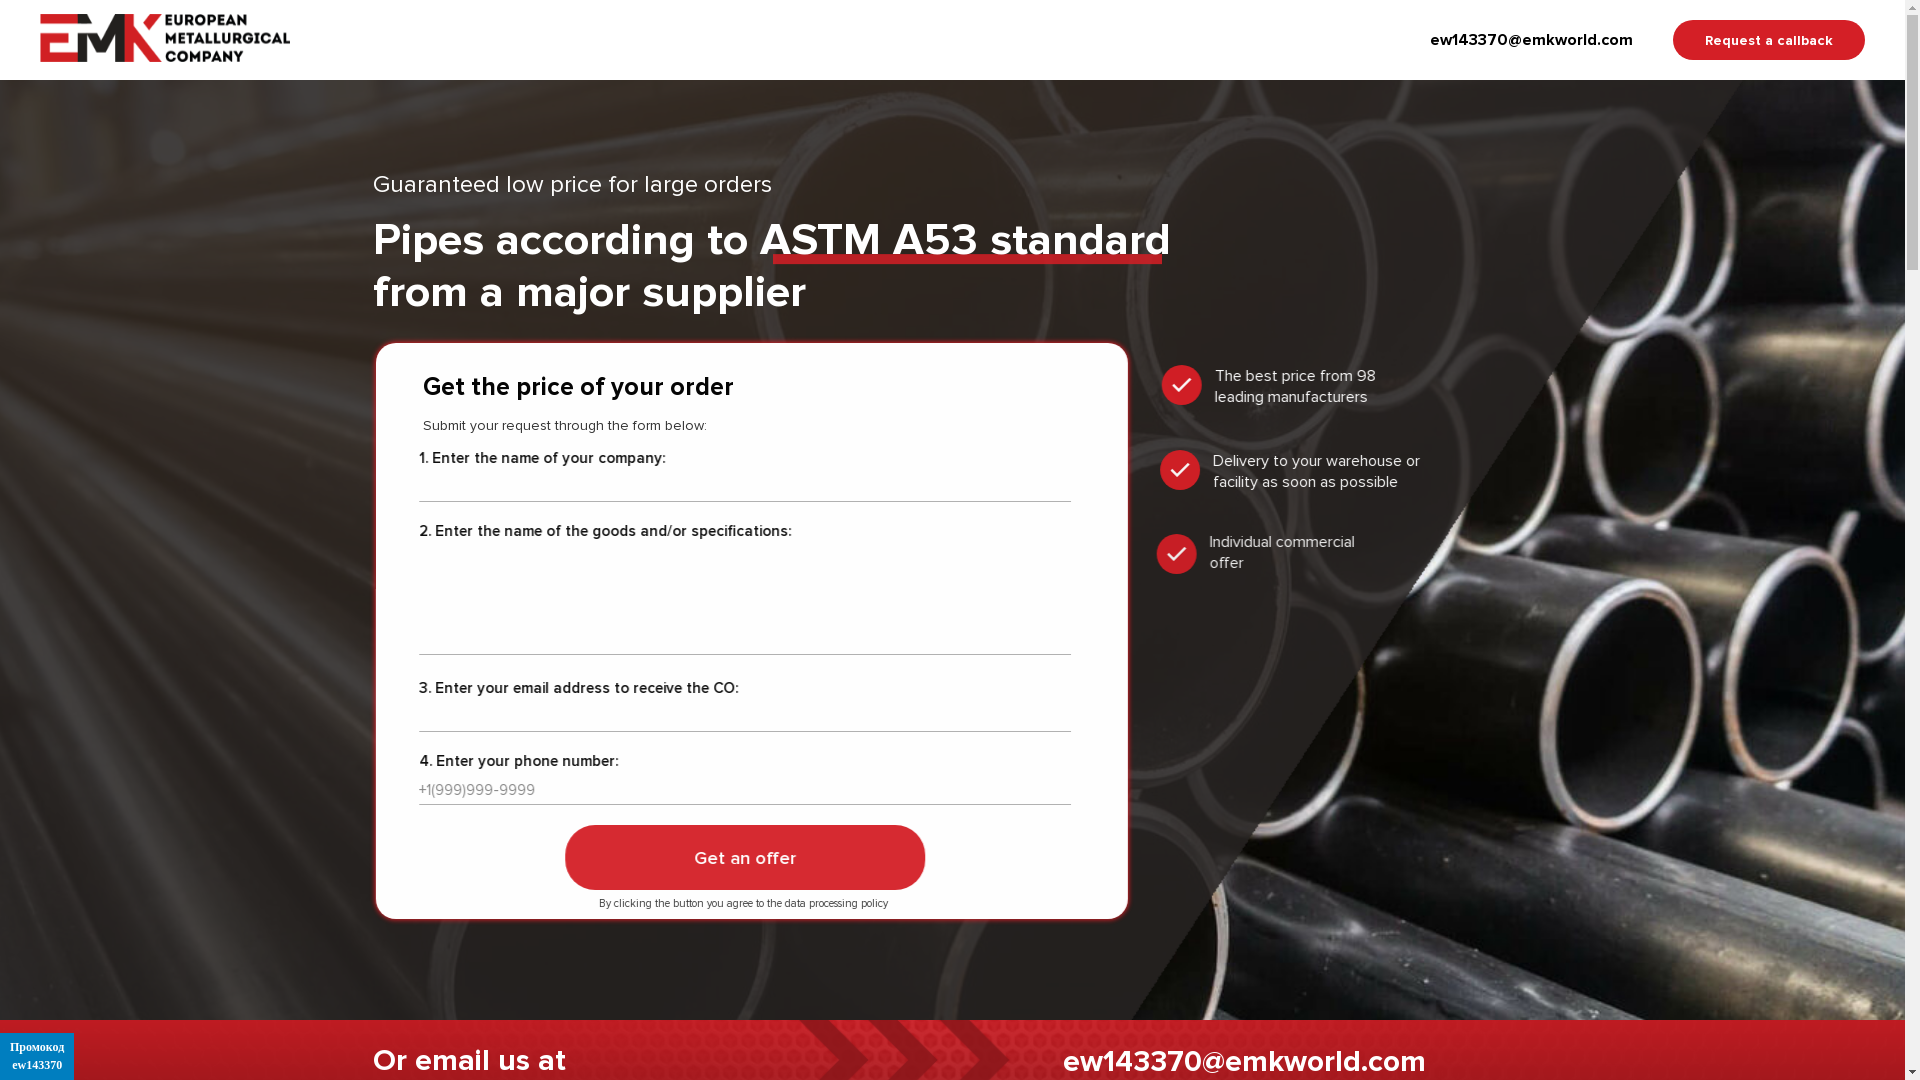 EMK EUROPEAN
METALLURGICAL
COMPANY
ew143370@emkworld.com
Request a callback
Guaranteed low price for large orders
Pipes according to ASTM A53 standard
from a major supplier
Get the price of your order
Submit your request through the form below:
1. Enter the name of your company:
2. Enter the name of the goods and/or specifications:
3. Enter your email address to receive the CO:
4. Enter your phone number:
+1(999)999-9999
Get an offer
By clicking the button you agree to the data processing policy
The best price from 98
leading manufacturers
Delivery to your warehouse or
facility as soon as possible
Individual commercial
offer
Or email us at
ew143370@emkworld.com
Промокод
ew143370